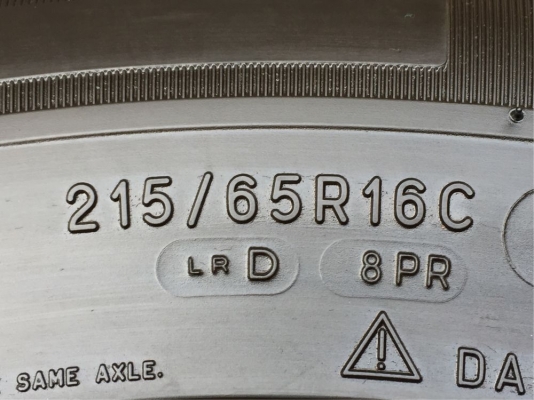 215/65R16C
LR D 8PR
SAME AXLE.
DA